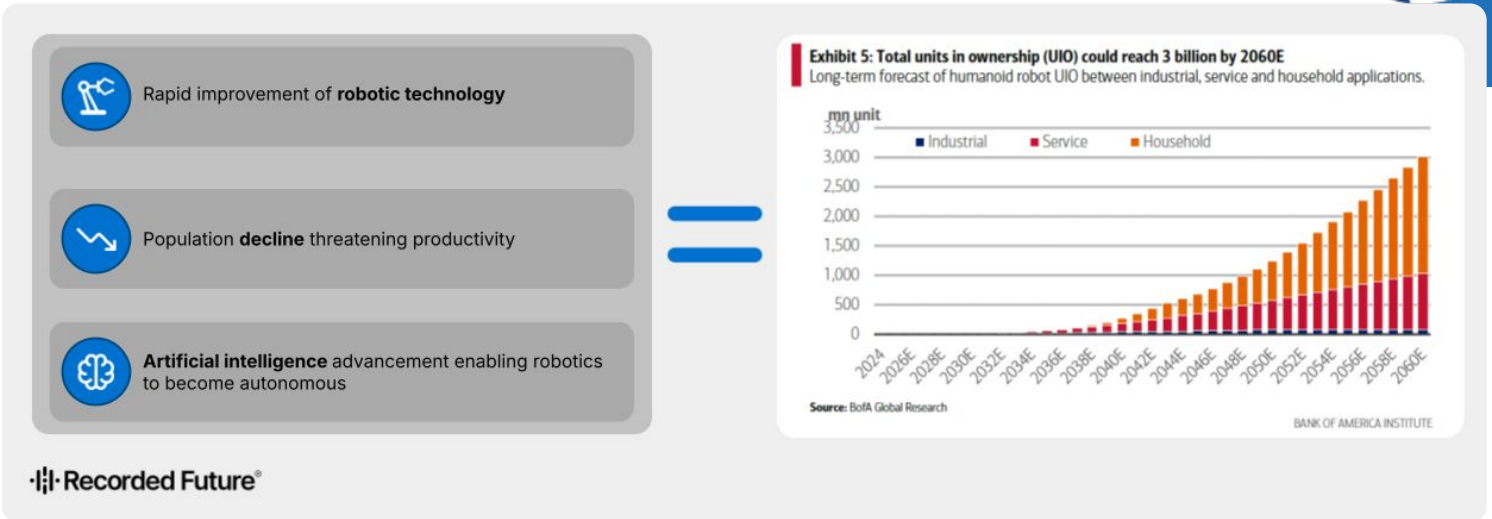 Rapid improvement of robotic technology
Population decline threatening productivity
Artificial intelligence advancement enabling robotics
to become autonomous
Recorded Future®
Exhibit 5: Total units in ownership (UIO) could reach 3 billion by 2060E
Long-term forecast of humanoid robot UIO between industrial, service and household applications.
mn unit
3,500
Industrial Service Household
3,000
2,500
2,000
1,500
1,000
500
0
2024 2026E 2028E 2030E 2032E 2034E 2036E 2038E 2040E 2042E 2044E 2046E 2048E 2050E 2052E 2054E 2056E 2058E 2060E
Source: BofA Global Research
BANK OF AMERICA INSTITUTE